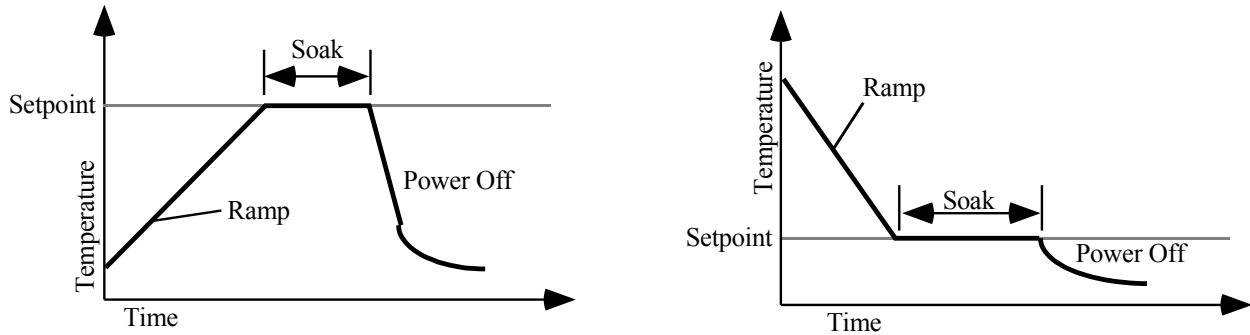 Soak
Setpoint
Temperature
Ramp
Power Off
Time
Temperature
Ramp
Soak
Setpoint
Power Off
Time